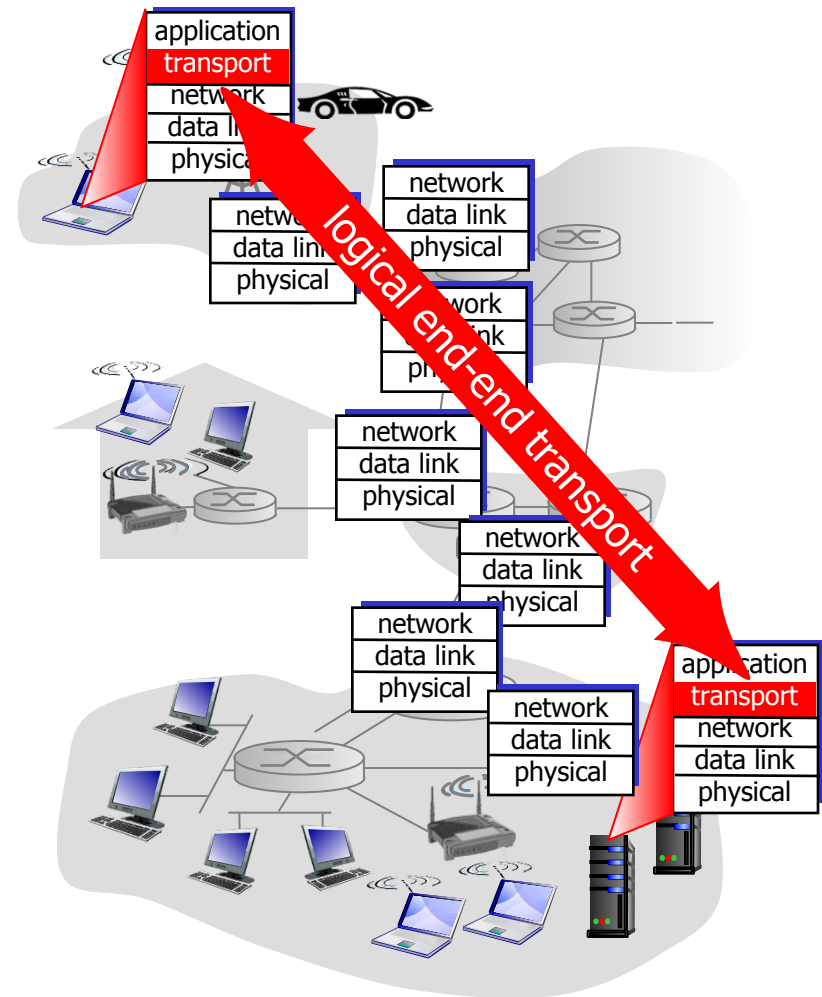 application
transport
network
data link
physical
network
data link
physical
network
data link
physical
logical end-end transport
network
data link
physical
network
data link
physical
network
data link
physical
network
data link
physical
application
transport
network
data link
physical